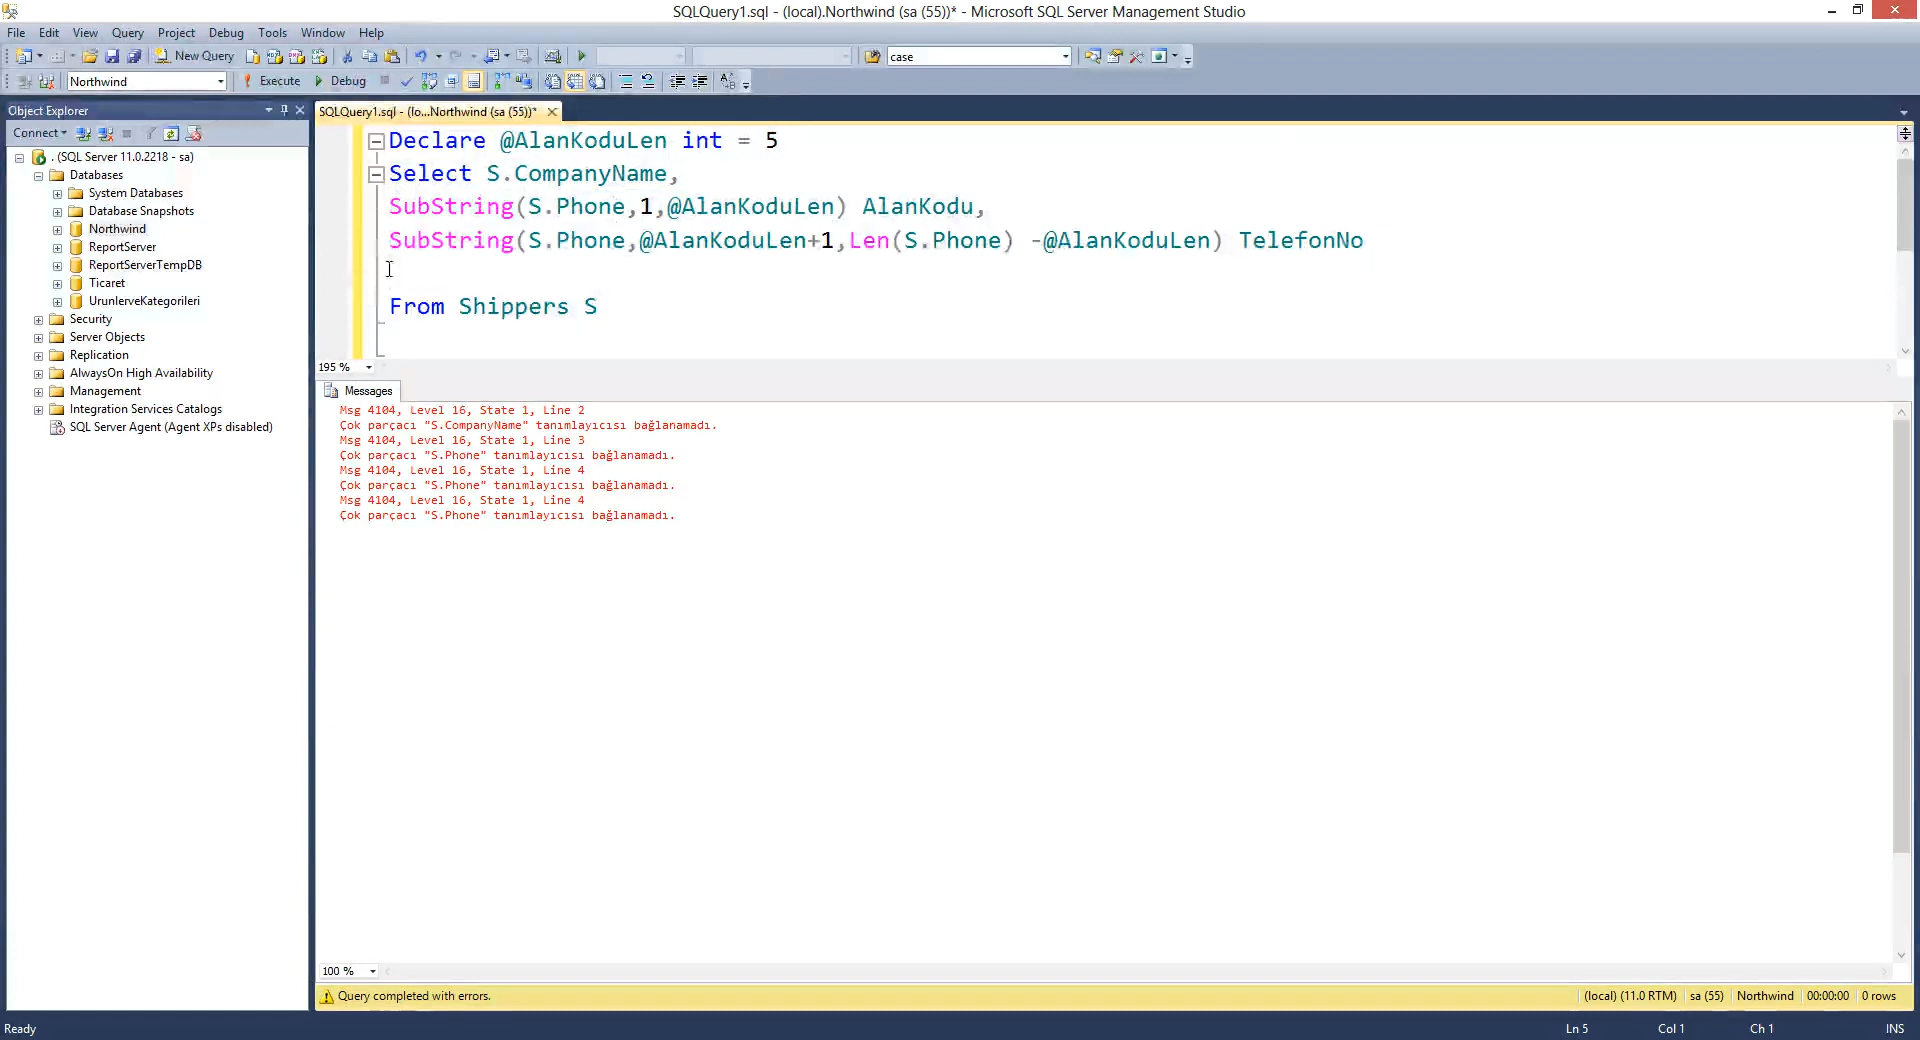 SQLQuery1.sql - (local).Northwind (sa (55))* - Microsoft SQL Server Management Studio
File Edit View Query Project Debug Tools Window Help
New Query case
Northwind Execute Debug
Object Explorer
SQLQuery1.sql - (lo...Northwind (sa (55))*
Connect
. (SQL Server 11.0.2218 - sa)
Databases
System Databases
Database Snapshots
Northwind
ReportServer
ReportServerTempDB
Ticaret
UrunlerveKategorileri
Security
Server Objects
Replication
AlwaysOn High Availability
Management
Integration Services Catalogs
SQL Server Agent (Agent XPs disabled)
Declare @AlanKoduLen int = 5
Select S.CompanyName,
SubString(S.Phone,1,@AlanKoduLen) AlanKodu,
SubString(S.Phone,@AlanKoduLen+1,Len(S.Phone) -@AlanKoduLen) TelefonNo
From Shippers S
195 %
Messages
Msg 4104, Level 16, State 1, Line 2
Çok parçacı "S.CompanyName" tanımlayıcısı bağlanamadı.
Msg 4104, Level 16, State 1, Line 3
Çok parçacı "S.Phone" tanımlayıcısı bağlanamadı.
Msg 4104, Level 16, State 1, Line 4
Çok parçacı "S.Phone" tanımlayıcısı bağlanamadı.
Msg 4104, Level 16, State 1, Line 4
Çok parçacı "S.Phone" tanımlayıcısı bağlanamadı.
100 %
Query completed with errors. (local) (11.0 RTM) sa (55) Northwind 00:00:00 0 rows
Ready Ln 5 Col 1 Ch 1 INS